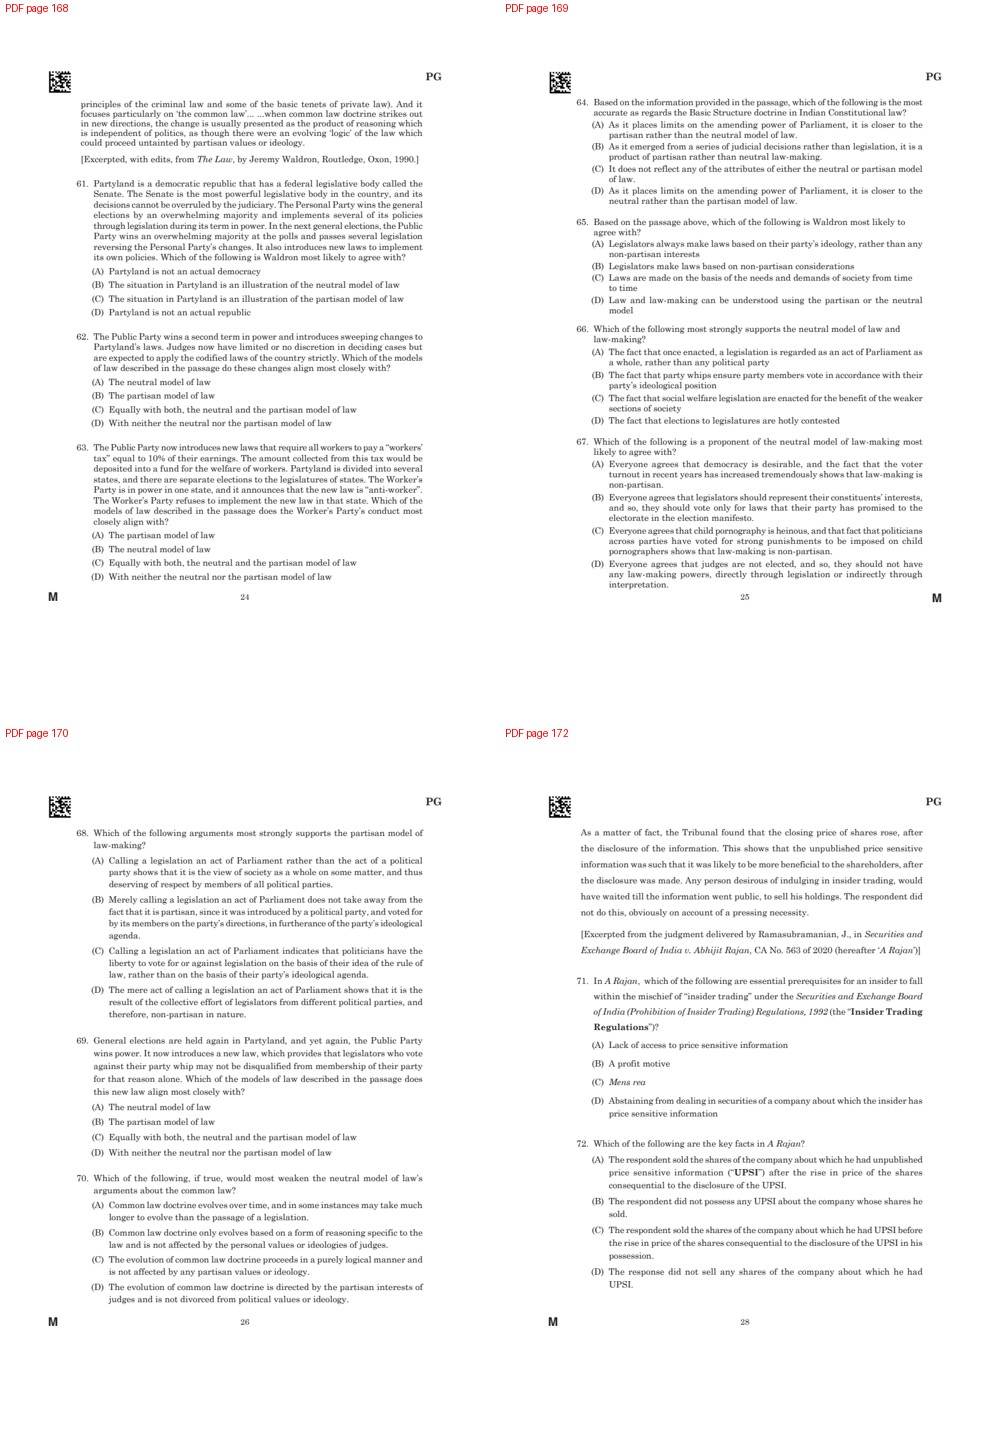 PDF page 168
PG
principles of the criminal law and some of the basic tenets of private law). And it
focuses particularly on 'the common law'... ...when common law doctrine strikes out
in new directions, the change is usually presented as the product of reasoning which
is independent of politics, as though there were an evolving 'logic' of the law which
could proceed untainted by partisan values or ideology.
[Excerpted, with edits, from The Law, by Jeremy Waldron, Routledge, Oxon, 1990.]
61. Partyland is a democratic republic that has a federal legislative body called the
Senate. The Senate is the most powerful legislative body in the country, and its
decisions cannot be overruled by the judiciary. The Personal Party wins the general
elections by an overwhelming majority and implements several of its policies
through legislation during its term in power. In the next general elections, the Public
Party wins an overwhelming majority at the polls and passes several legislation
reversing the Personal Party's changes. It also introduces new laws to implement
its own policies. Which of the following is Waldron most likely to agree with?
(A) Partyland is not an actual democracy
(B) The situation in Partyland is an illustration of the neutral model of law
(C) The situation in Partyland is an illustration of the partisan model of law
(D) Partyland is not an actual republic
62. The Public Party wins a second term in power and introduces sweeping changes to
Partyland's laws. Judges now have limited or no discretion in deciding cases but
are expected to apply the codified laws of the country strictly. Which of the models
of law described in the passage do these changes align most closely with?
(A) The neutral model of law
(B) The partisan model of law
(C) Equally with both, the neutral and the partisan model of law
(D) With neither the neutral nor the partisan model of law
63. The Public Party now introduces new laws that require all workers to pay a "workers'
tax" equal to 10% of their earnings. The amount collected from this tax would be
deposited into a fund for the welfare of workers. Partyland is divided into several
states, and there are separate elections to the legislatures of states. The Worker's
Party is in power in one state, and it announces that the new law is "anti-worker".
The Worker's Party refuses to implement the new law in that state. Which of the
models of law described in the passage does the Worker's Party's conduct most
closely align with?
(A) The partisan model of law
(B) The neutral model of law
(C) Equally with both, the neutral and the partisan model of law
(D) With neither the neutral nor the partisan model of law
M
24
PDF page 169
PG
64. Based on the information provided in the passage, which of the following is the most
accurate as regards the Basic Structure doctrine in Indian Constitutional law?
(A) As it places limits on the amending power of Parliament, it is closer to the
partisan rather than the neutral model of law.
(B) As it emerged from a series of judicial decisions rather than legislation, it is a
product of partisan rather than neutral law-making.
(C) It does not reflect any of the attributes of either the neutral or partisan model
of law.
(D) As it places limits on the amending power of Parliament, it is closer to the
neutral rather than the partisan model of law.
65. Based on the passage above, which of the following is Waldron most likely to
agree with?
(A) Legislators always make laws based on their party's ideology, rather than any
non-partisan interests
(B) Legislators make laws based on non-partisan considerations
(C) Laws are made on the basis of the needs and demands of society from time
to time
(D) Law and law-making can be understood using the partisan or the neutral
model
66. Which of the following most strongly supports the neutral model of law and
law-making?
(A) The fact that once enacted, a legislation is regarded as an act of Parliament as
a whole, rather than any political party
(B) The fact that party whips ensure party members vote in accordance with their
party's ideological position
(C) The fact that social welfare legislation are enacted for the benefit of the weaker
sections of society
(D) The fact that elections to legislatures are hotly contested
67. Which of the following is a proponent of the neutral model of law-making most
likely to agree with?
(A) Everyone agrees that democracy is desirable, and the fact that the voter
turnout in recent years has increased tremendously shows that law-making is
non-partisan.
(B) Everyone agrees that legislators should represent their constituents' interests,
and so, they should vote only for laws that their party has promised to the
electorate in the election manifesto.
(C) Everyone agrees that child pornography is heinous, and that fact that politicians
across parties have voted for strong punishments to be imposed on child
pornographers shows that law-making is non-partisan.
(D) Everyone agrees that judges are not elected, and so, they should not have
any law-making powers, directly through legislation or indirectly through
interpretation.
25
M
PDF page 170
PG
68. Which of the following arguments most strongly supports the partisan model of
law-making?
(A) Calling a legislation an act of Parliament rather than the act of a political
party shows that it is the view of society as a whole on some matter, and thus
deserving of respect by members of all political parties.
(B) Merely calling a legislation an act of Parliament does not take away from the
fact that it is partisan, since it was introduced by a political party, and voted for
by its members on the party's directions, in furtherance of the party's ideological
agenda.
(C) Calling a legislation an act of Parliament indicates that politicians have the
liberty to vote for or against legislation on the basis of their idea of the rule of
law, rather than on the basis of their party's ideological agenda.
(D) The mere act of calling a legislation an act of Parliament shows that it is the
result of the collective effort of legislators from different political parties, and
therefore, non-partisan in nature.
69. General elections are held again in Partyland, and yet again, the Public Party
wins power. It now introduces a new law, which provides that legislators who vote
against their party whip may not be disqualified from membership of their party
for that reason alone. Which of the models of law described in the passage does
this new law align most closely with?
(A) The neutral model of law
(B) The partisan model of law
(C) Equally with both, the neutral and the partisan model of law
(D) With neither the neutral nor the partisan model of law
70. Which of the following, if true, would most weaken the neutral model of law's
arguments about the common law?
(A) Common law doctrine evolves over time, and in some instances may take much
longer to evolve than the passage of a legislation.
(B) Common law doctrine only evolves based on a form of reasoning specific to the
law and is not affected by the personal values or ideologies of judges.
(C) The evolution of common law doctrine proceeds in a purely logical manner and
is not affected by any partisan values or ideology.
(D) The evolution of common law doctrine is directed by the partisan interests of
judges and is not divorced from political values or ideology.
M
26
PDF page 172
PG
As a matter of fact, the Tribunal found that the closing price of shares rose, after
the disclosure of the information. This shows that the unpublished price sensitive
information was such that it was likely to be more beneficial to the shareholders, after
the disclosure was made. Any person desirous of indulging in insider trading, would
have waited till the information went public, to sell his holdings. The respondent did
not do this, obviously on account of a pressing necessity.
[Excerpted from the judgment delivered by Ramasubramanian, J., in Securities and
Exchange Board of India v. Abhijit Rajan, CA No. 563 of 2020 (hereafter 'A Rajan')]
71. In A Rajan, which of the following are essential prerequisites for an insider to fall
within the mischief of "insider trading" under the Securities and Exchange Board
of India (Prohibition of Insider Trading) Regulations, 1992 (the "Insider Trading
Regulations")?
(A) Lack of access to price sensitive information
(B) A profit motive
(C) Mens rea
(D) Abstaining from dealing in securities of a company about which the insider has
price sensitive information
72. Which of the following are the key facts in A Rajan?
(A) The respondent sold the shares of the company about which he had unpublished
price sensitive information ("UPSI") after the rise in price of the shares
consequential to the disclosure of the UPSI.
(B) The respondent did not possess any UPSI about the company whose shares he
sold.
(C) The respondent sold the shares of the company about which he had UPSI before
the rise in price of the shares consequential to the disclosure of the UPSI in his
possession.
(D) The response did not sell any shares of the company about which he had
UPSI.
M
28